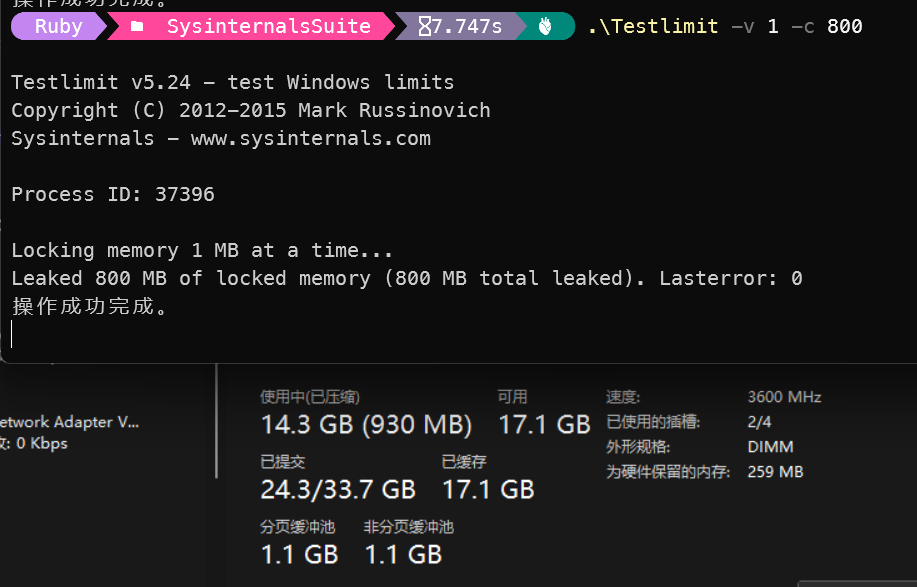 操作成功完成。
Ruby SysinternalsSuite 7.747s .\Testlimit -v 1 -c 800
Testlimit v5.24 - test Windows limits
Copyright (C) 2012-2015 Mark Russinovich
Sysinternals - www.sysinternals.com
Process ID: 37396
Locking memory 1 MB at a time...
Leaked 800 MB of locked memory (800 MB total leaked). Lasterror: 0
操作成功完成。
etwork Adapter V...
: 0 Kbps
使用中(已压缩) 可用
14.3 GB (930 MB) 17.1 GB
已提交 已缓存
24.3/33.7 GB 17.1 GB
分页缓冲池 非分页缓冲池
1.1 GB 1.1 GB
速度: 3600 MHz
已使用的插槽: 2/4
外形规格: DIMM
为硬件保留的内存: 259 MB